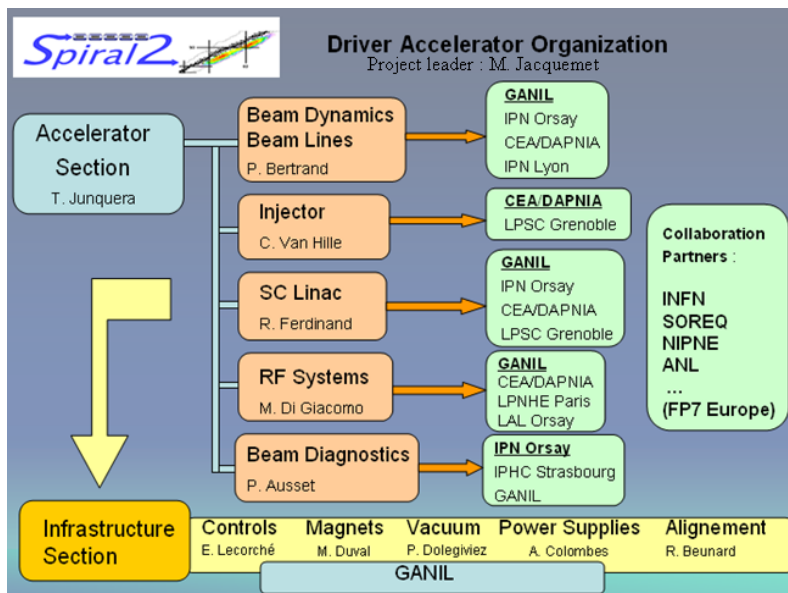 Spiral2
Driver Accelerator Organization
Project leader : M. Jacquemet
Accelerator
Section
T. Junquera
Beam Dynamics
Beam Lines
P. Bertrand
GANIL
IPN Orsay
CEA/DAPNIA
IPN Lyon
Injector
C. Van Hille
CEA/DAPNIA
LPSC Grenoble
SC Linac
R. Ferdinand
GANIL
IPN Orsay
CEA/DAPNIA
LPSC Grenoble
RF Systems
M. Di Giacomo
GANIL
CEA/DAPNIA
LPNHE Paris
LAL Orsay
Beam Diagnostics
P. Ausset
IPN Orsay
IPHC Strasbourg
GANIL
Collaboration
Partners :
INFN
SOREQ
NIPNE
ANL
...
(FP7 Europe)
Infrastructure
Section
Controls
E. Lecorché
Magnets
M. Duval
Vacuum
P. Dolegiviez
Power Supplies
A. Colombes
Alignement
R. Beunard
GANIL